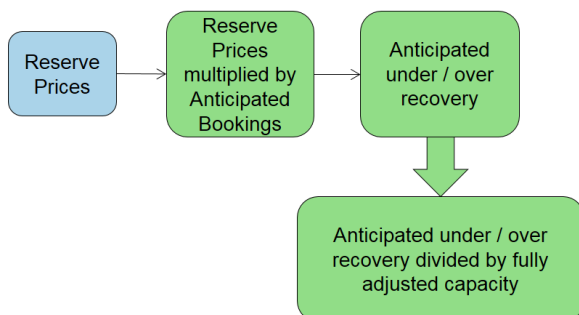 Reserve
Prices
Reserve
Prices
multiplied by
Anticipated
Bookings
Anticipated
under / over
recovery
Anticipated under / over
recovery divided by fully
adjusted capacity